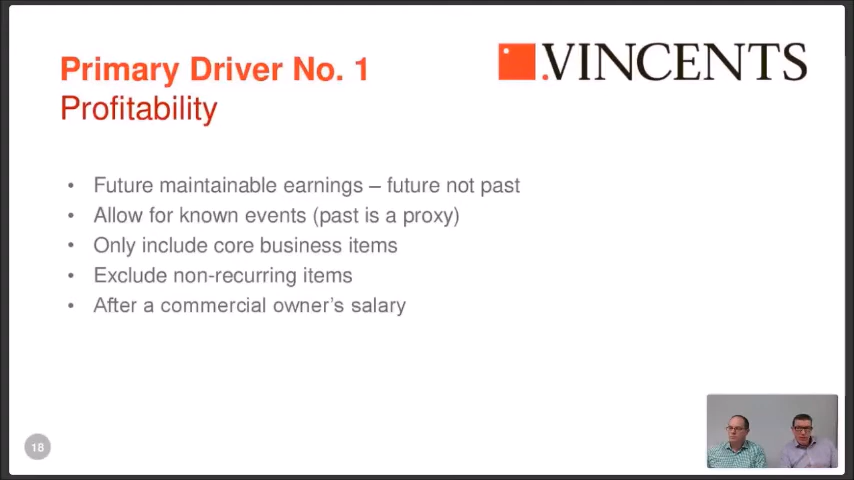 Primary Driver No. 1
Profitability
.VINCENTS
• Future maintainable earnings – future not past
• Allow for known events (past is a proxy)
• Only include core business items
• Exclude non-recurring items
• After a commercial owner's salary
18